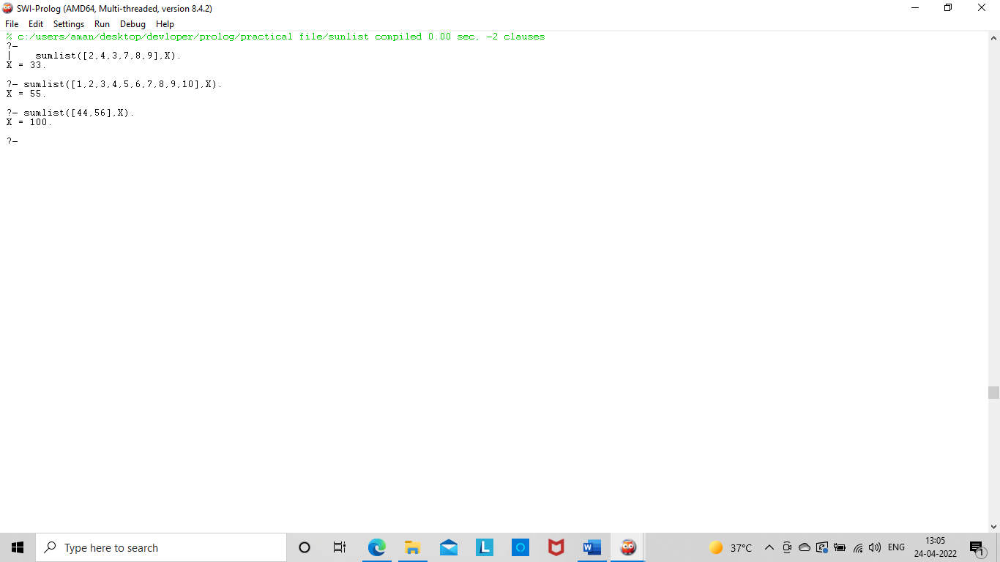 SWI-Prolog (AMD64, Multi-threaded, version 8.4.2)
File Edit Settings Run Debug Help
% c:/users/aman/desktop/devloper/prolog/practical file/sunlist compiled 0.00 sec, -2 clauses
?-
|    sumlist([2,4,3,7,8,9],X).
X = 33.
?- sumlist([1,2,3,4,5,6,7,8,9,10],X).
X = 55.
?- sumlist([44,56],X).
X = 100.
?-
Type here to search
L
W
37°C
ENG
13:05
24-04-2022
1